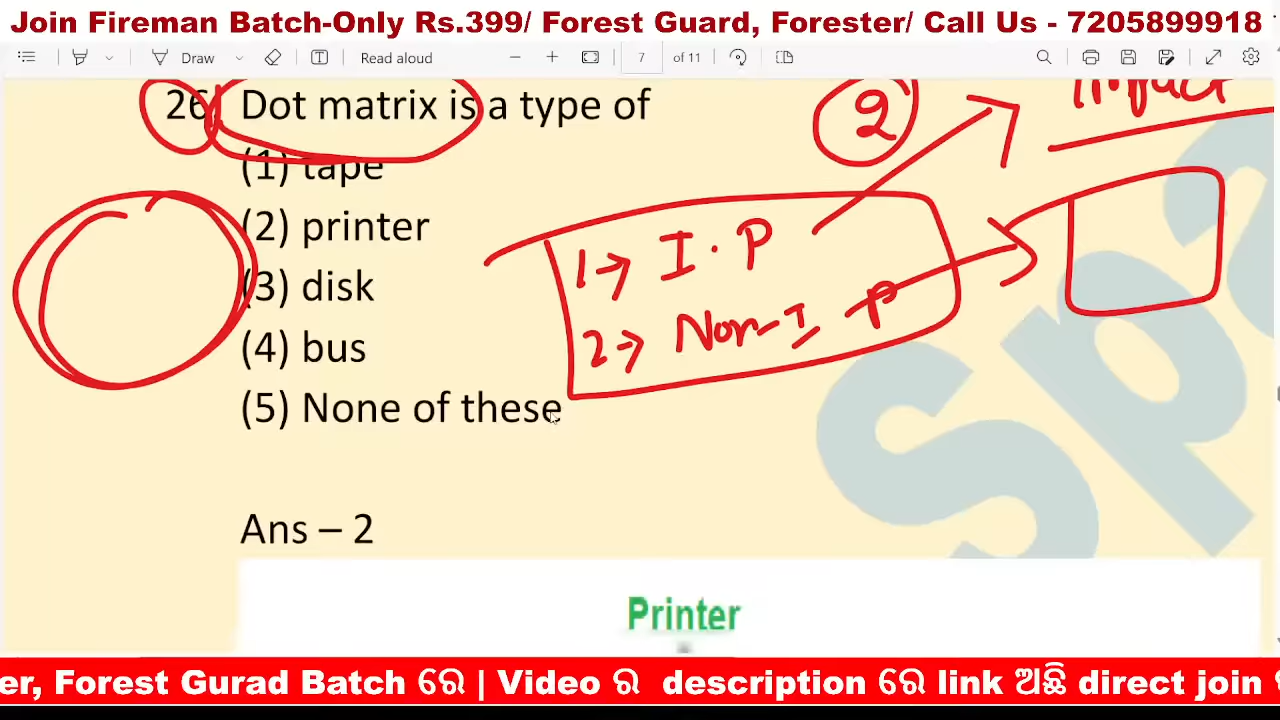 Join Fireman Batch-Only Rs.399/ Forest Guard, Forester/ Call Us - 7205899918
Draw
Read aloud
7 of 11
26 Dot matrix is a type of
(1) tape
(2) printer
(3) disk
(4) bus
(5) None of these
2
Impact
1→ I.P
2→ Non-I P
Ans – 2
Printer
er, Forest Gurad Batch ରେ | Video ର description ରେ link ଅଛି direct join